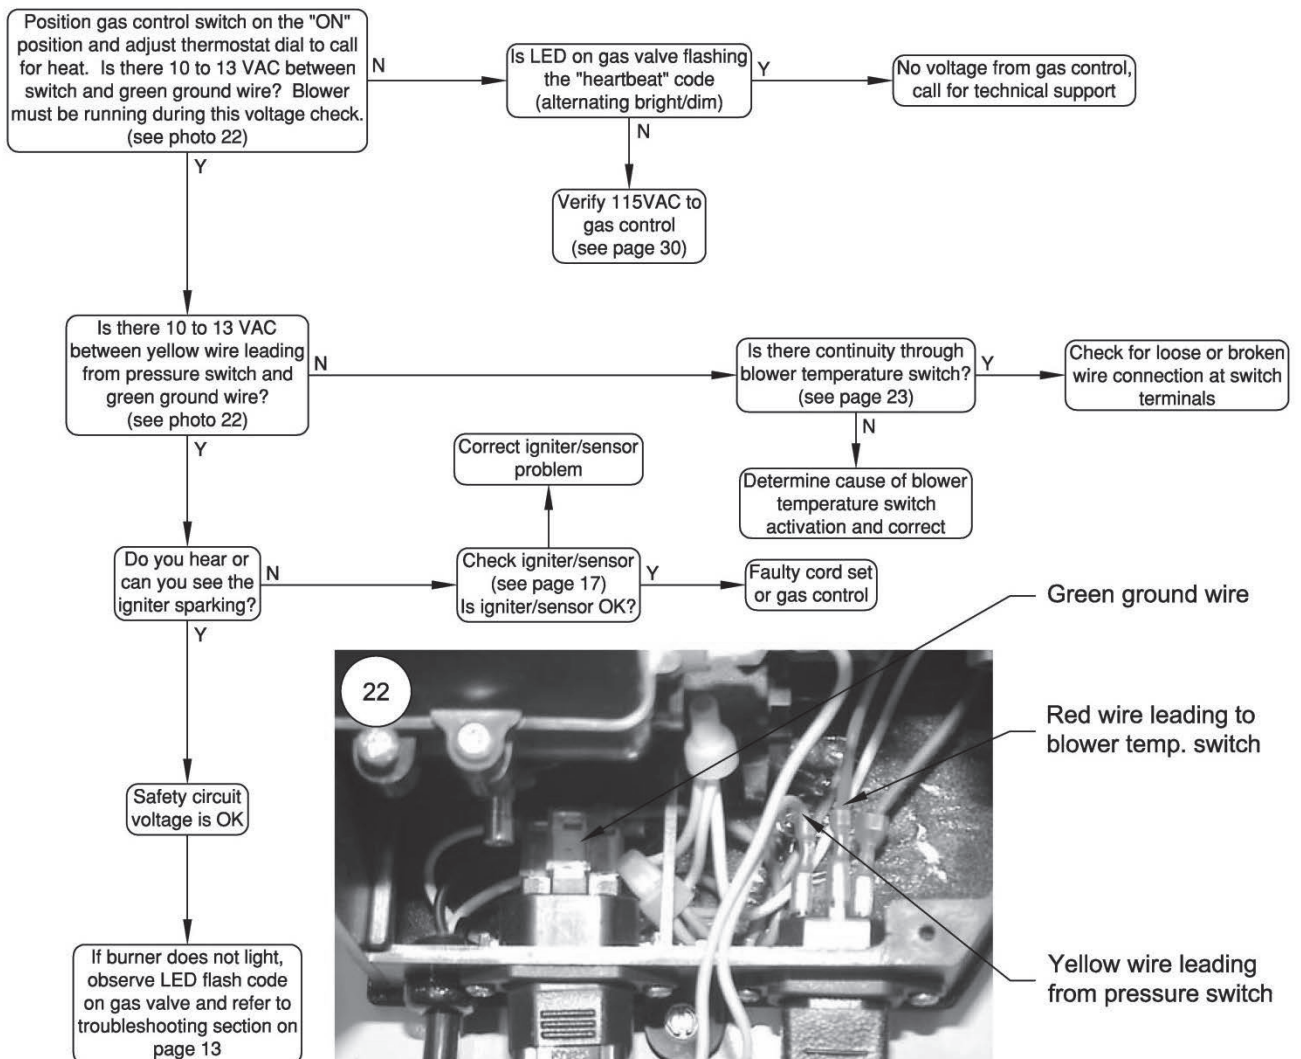 Position gas control switch on the "ON"
position and adjust thermostat dial to call
for heat. Is there 10 to 13 VAC between
switch and green ground wire? Blower
must be running during this voltage check.
(see photo 22)
N
Is LED on gas valve flashing
the "heartbeat" code
(alternating bright/dim)
Y
No voltage from gas control,
call for technical support
N
Verify 115VAC to
gas control
(see page 30)
Y
Is there 10 to 13 VAC
between yellow wire leading
from pressure switch and
green ground wire?
(see photo 22)
N
Is there continuity through
blower temperature switch?
(see page 23)
Y
Check for loose or broken
wire connection at switch
terminals
N
Determine cause of blower
temperature switch
activation and correct
Y
Do you hear or
can you see the
igniter sparking?
N
Check igniter/sensor
(see page 17)
Is igniter/sensor OK?
Correct igniter/sensor
problem
Y
Faulty cord set
or gas control
Y
Safety circuit
voltage is OK
If burner does not light,
observe LED flash code
on gas valve and refer to
troubleshooting section on
page 13
22
Green ground wire
Red wire leading to
blower temp. switch
Yellow wire leading
from pressure switch